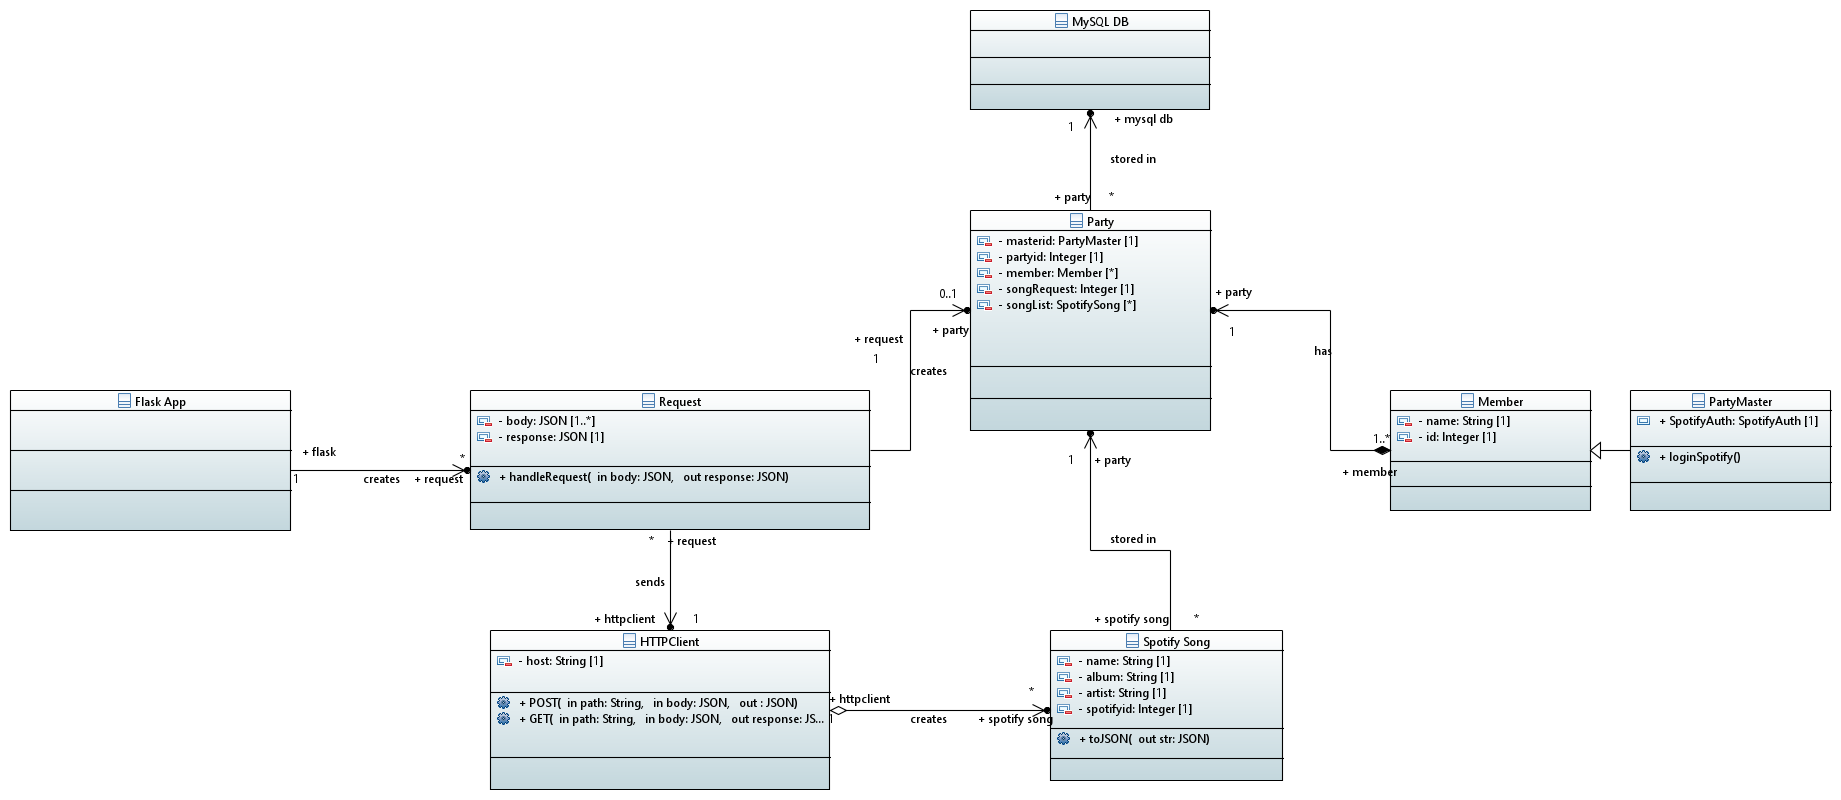 MySQL DB
1
+ mysql db
stored in
+ party
*
Party
- masterid: PartyMaster [1]
- partyid: Integer [1]
- member: Member [*]
- songRequest: Integer [1]
- songList: SpotifySong [*]
0..1
+ party
+ request
1
creates
+ party
1
has
1..*
+ member
Flask App
+ flask
1
creates
*
+ request
Request
- body: JSON [1..*]
- response: JSON [1]
+ handleRequest(  in body: JSON,   out response: JSON)
Member
- name: String [1]
- id: Integer [1]
PartyMaster
+ SpotifyAuth: SpotifyAuth [1]
+ loginSpotify()
1
+ party
stored in
+ spotify song
*
*
+ request
sends
+ httpclient
1
HTTPClient
- host: String [1]
+ POST(  in path: String,   in body: JSON,   out : JSON)
+ GET(  in path: String,   in body: JSON,   out response: JS...
+ httpclient
1
creates
*
+ spotify song
Spotify Song
- name: String [1]
- album: String [1]
- artist: String [1]
- spotifyid: Integer [1]
+ toJSON(  out str: JSON)